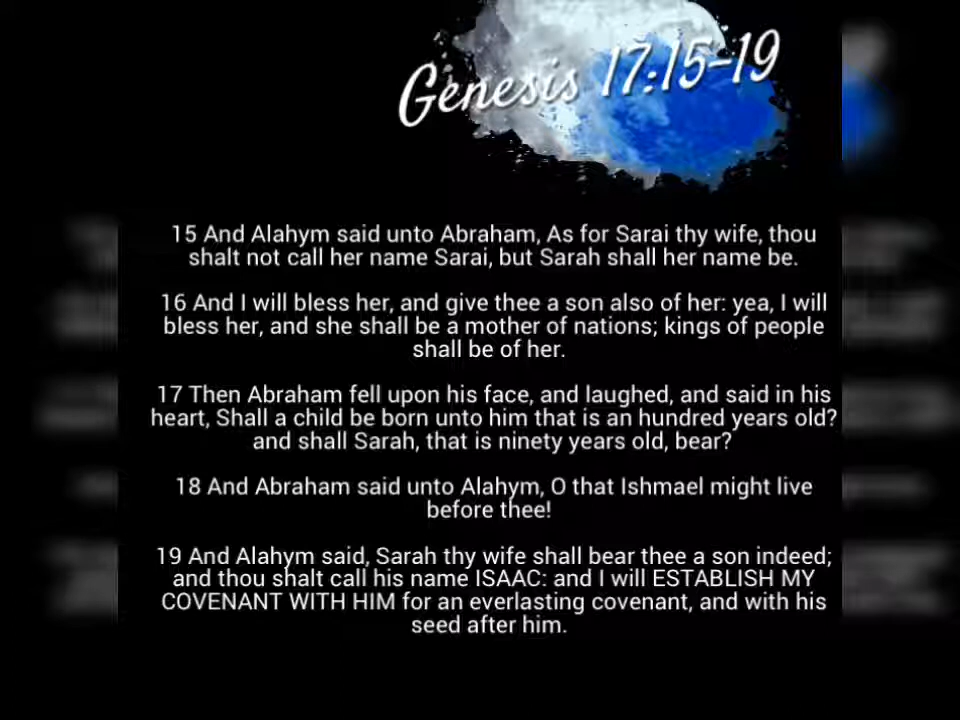 Genesis 17:15-19
15 And Alahym said unto Abraham, As for Sarai thy wife, thou
shalt not call her name Sarai, but Sarah shall her name be.
16 And I will bless her, and give thee a son also of her: yea, I will
bless her, and she shall be a mother of nations; kings of people
shall be of her.
17 Then Abraham fell upon his face, and laughed, and said in his
heart, Shall a child be born unto him that is an hundred years old?
and shall Sarah, that is ninety years old, bear?
18 And Abraham said unto Alahym, O that Ishmael might live
before thee!
19 And Alahym said, Sarah thy wife shall bear thee a son indeed;
and thou shalt call his name ISAAC: and I will ESTABLISH MY
COVENANT WITH HIM for an everlasting covenant, and with his
seed after him.